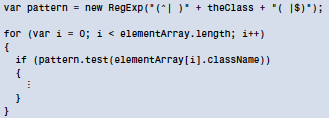 var pattern = new RegExp("(^| )" + theClass + "( |$)");
for (var i = 0; i < elementArray.length; i++)
{
if (pattern.test(elementArray[i].className))
{
⋮
}
}